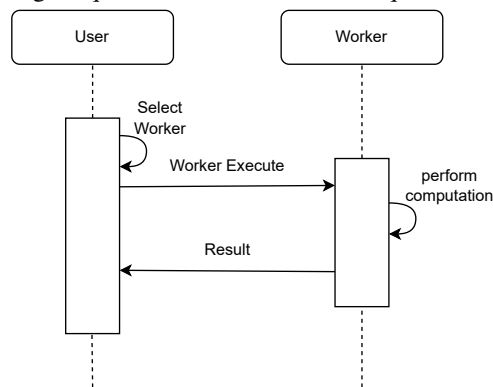 User
Worker
Select
Worker
Worker Execute
perform
computation
Result